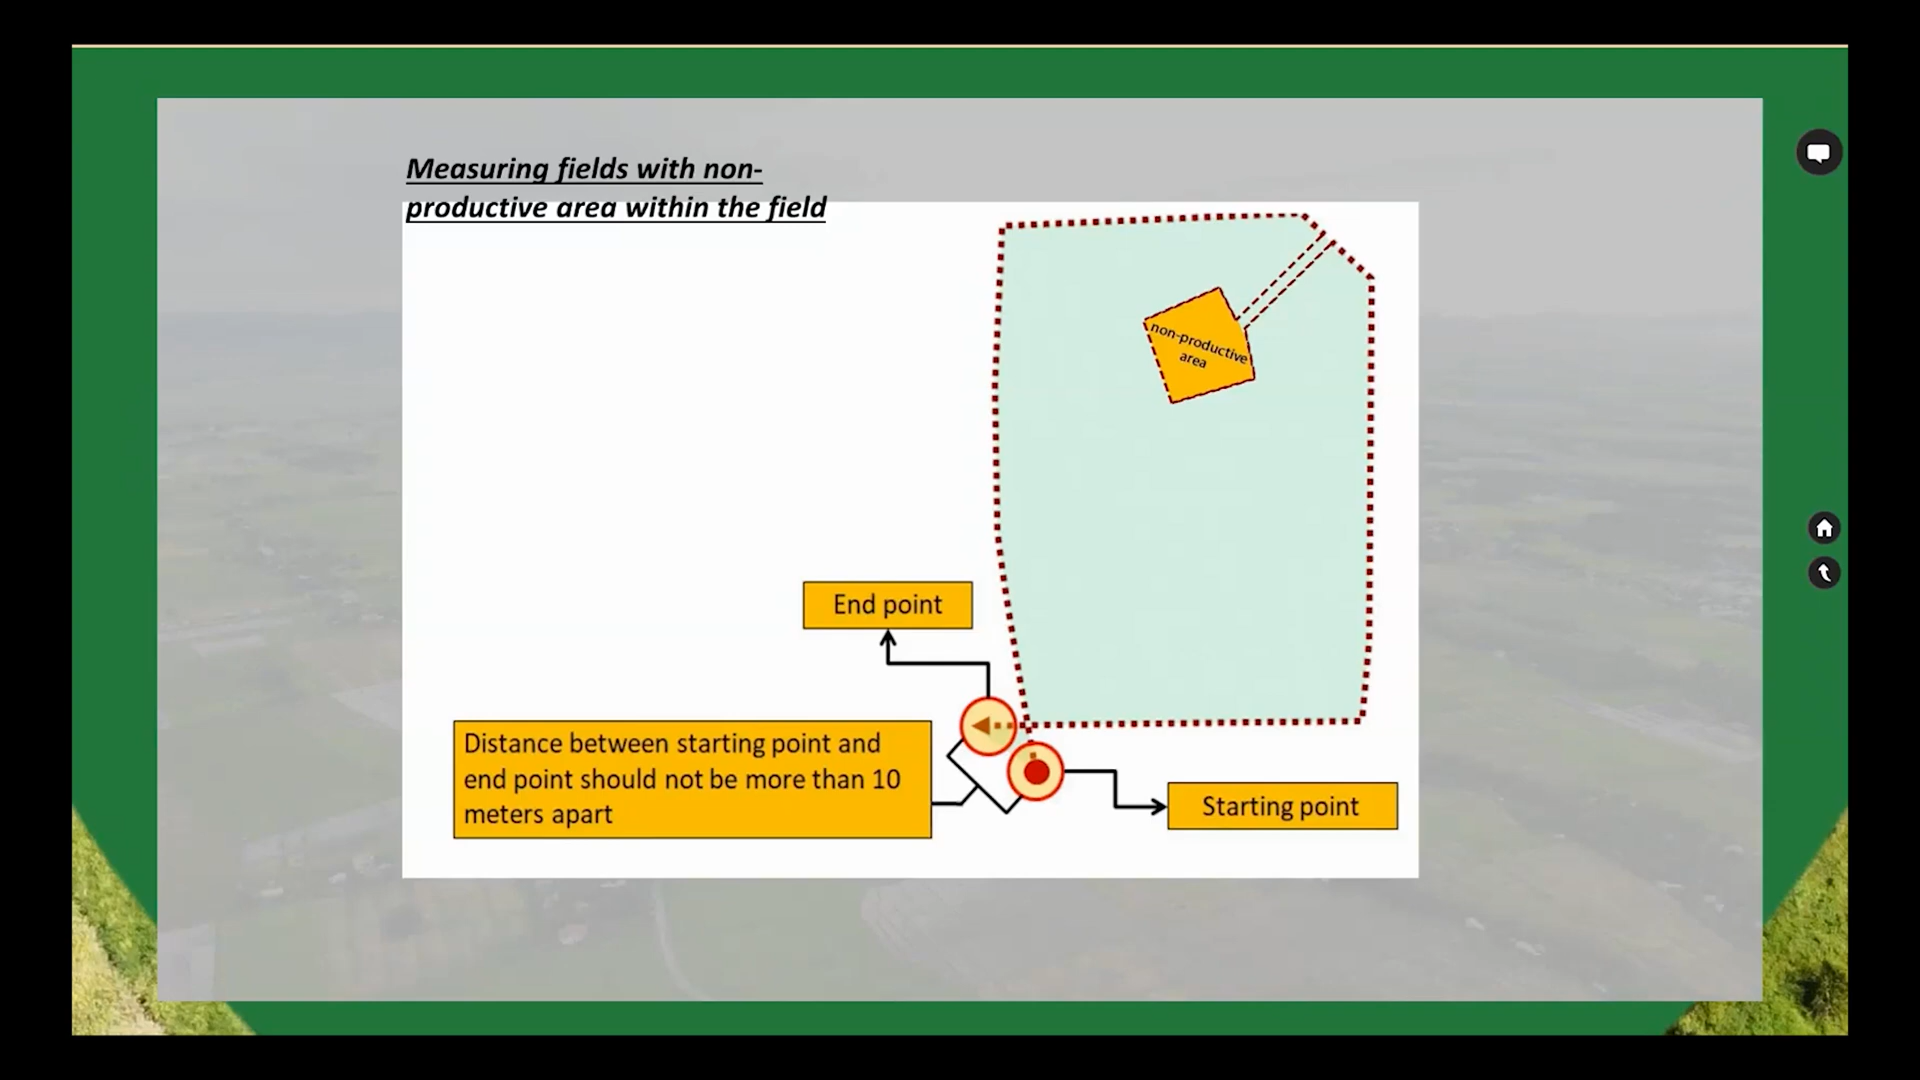 Measuring fields with non-
productive area within the field
non-productive
area
End point
Distance between starting point and
end point should not be more than 10
meters apart
Starting point